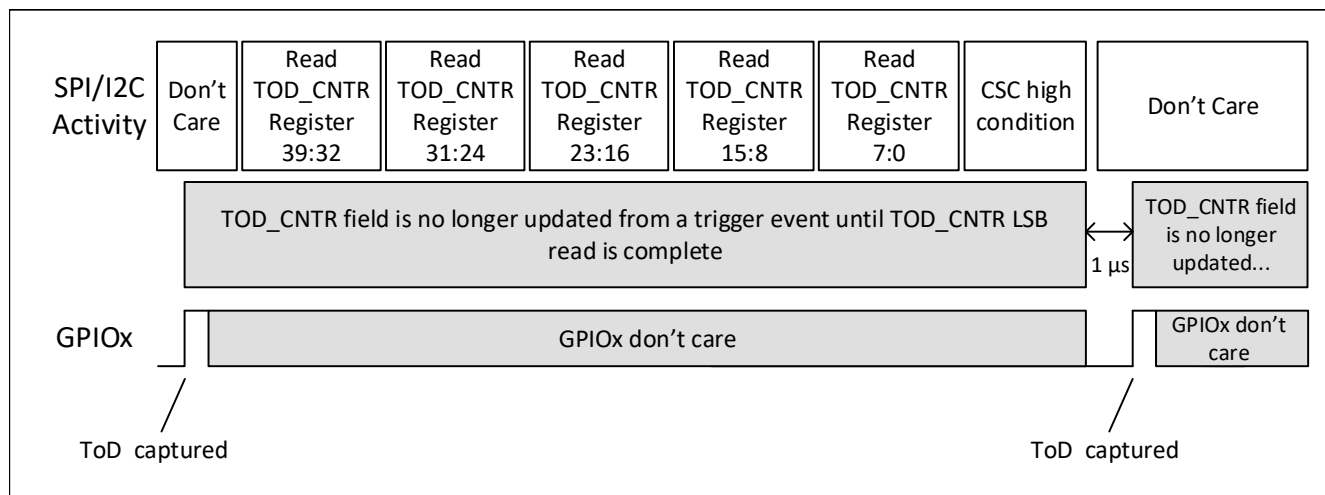 SPI/I2C
Activity
Don't
Care
Read
TOD_CNTR
Register
39:32
Read
TOD_CNTR
Register
31:24
Read
TOD_CNTR
Register
23:16
Read
TOD_CNTR
Register
15:8
Read
TOD_CNTR
Register
7:0
CSC high
condition
Don't Care
TOD_CNTR field is no longer updated from a trigger event until TOD_CNTR LSB
read is complete
1 µs
TOD_CNTR field
is no longer
updated...
GPIOx
GPIOx don't care
GPIOx don't
care
ToD captured
ToD captured